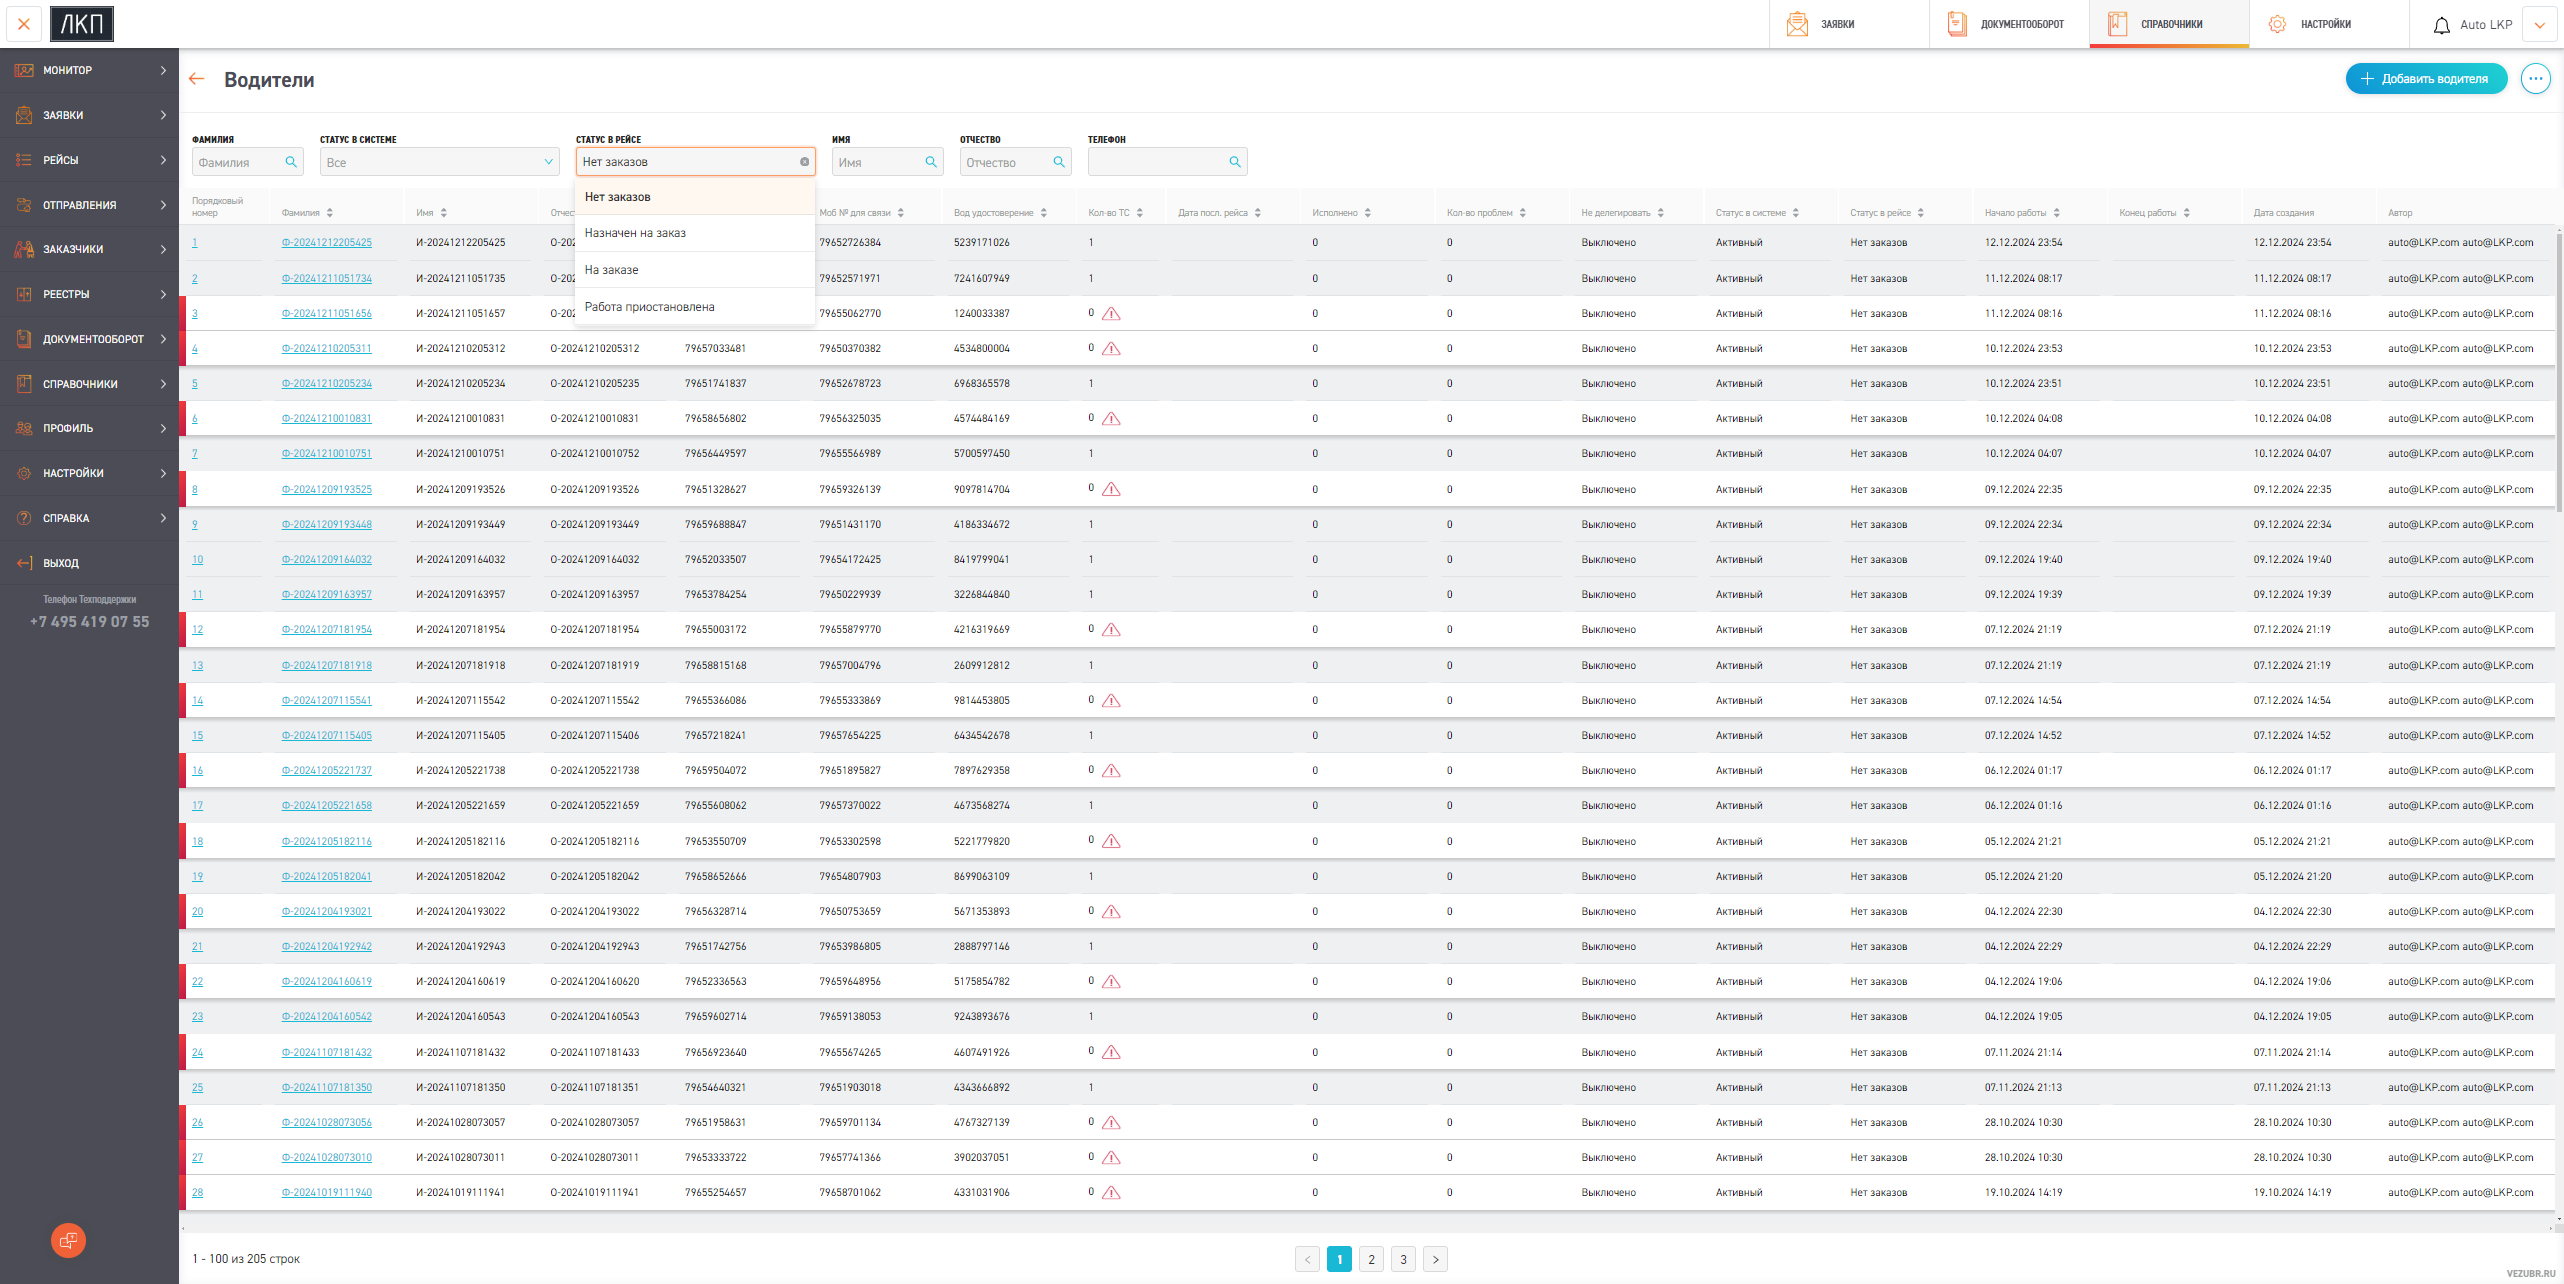 ЛКП
ЗАЯВКИ
ДОКУМЕНТООБОРОТ
СПРАВОЧНИКИ
НАСТРОЙКИ
Auto LKP
МОНИТОР
ЗАЯВКИ
РЕЙСЫ
ОТПРАВЛЕНИЯ
ЗАКАЗЧИКИ
РЕЕСТРЫ
ДОКУМЕНТООБОРОТ
СПРАВОЧНИКИ
ПРОФИЛЬ
НАСТРОЙКИ
СПРАВКА
ВЫХОД
Телефон Техподдержки
+7 495 419 07 55
Водители
Добавить водителя
ФАМИЛИЯ СТАТУС В СИСТЕМЕ СТАТУС В РЕЙСЕ ИМЯ ОТЧЕСТВО ТЕЛЕФОН
Фамилия Все Нет заказов Имя Отчество
Нет заказов
Назначен на заказ
На заказе
Работа приостановлена
Порядковый номер Фамилия Имя Отчес Моб № для связи Вод удостоверение Кол-во ТС Дата посл. рейса Исполнено Кол-во проблем Не делегировать Статус в системе Статус в рейсе Начало работы Конец работы Дата создания Автор
1 Ф-20241212205425 И-20241212205425 О-202 79652726384 5239171026 1 0 0 Выключено Активный Нет заказов 12.12.2024 23:54 12.12.2024 23:54 auto@LKP.com auto@LKP.com
2 Ф-20241211051734 И-20241211051735 О-202 79652571971 7241607949 1 0 0 Выключено Активный Нет заказов 11.12.2024 08:17 11.12.2024 08:17 auto@LKP.com auto@LKP.com
3 Ф-20241211051656 И-20241211051657 О-202 79655062770 1240033387 0 0 0 Выключено Активный Нет заказов 11.12.2024 08:16 11.12.2024 08:16 auto@LKP.com auto@LKP.com
4 Ф-20241210205311 И-20241210205312 О-20241210205312 79657033481 79650370382 4534800004 0 0 0 Выключено Активный Нет заказов 10.12.2024 23:53 10.12.2024 23:53 auto@LKP.com auto@LKP.com
5 Ф-20241210205234 И-20241210205234 О-20241210205235 79651741837 79652678723 6968365578 1 0 0 Выключено Активный Нет заказов 10.12.2024 23:51 10.12.2024 23:51 auto@LKP.com auto@LKP.com
6 Ф-20241210010831 И-20241210010831 О-20241210010831 79658656802 79656325035 4574484169 0 0 0 Выключено Активный Нет заказов 10.12.2024 04:08 10.12.2024 04:08 auto@LKP.com auto@LKP.com
7 Ф-20241210010751 И-20241210010751 О-20241210010752 79656449597 79655566989 5700597450 1 0 0 Выключено Активный Нет заказов 10.12.2024 04:07 10.12.2024 04:07 auto@LKP.com auto@LKP.com
8 Ф-20241209193525 И-20241209193526 О-20241209193526 79651328627 79659326139 9097814704 0 0 0 Выключено Активный Нет заказов 09.12.2024 22:35 09.12.2024 22:35 auto@LKP.com auto@LKP.com
9 Ф-20241209193448 И-20241209193449 О-20241209193449 79659688847 79651431170 4186334672 1 0 0 Выключено Активный Нет заказов 09.12.2024 22:34 09.12.2024 22:34 auto@LKP.com auto@LKP.com
10 Ф-20241209164032 И-20241209164032 О-20241209164032 79652033507 79654172425 8419799041 1 0 0 Выключено Активный Нет заказов 09.12.2024 19:40 09.12.2024 19:40 auto@LKP.com auto@LKP.com
11 Ф-20241209163957 И-20241209163957 О-20241209163957 79653784254 79650229939 3226844840 1 0 0 Выключено Активный Нет заказов 09.12.2024 19:39 09.12.2024 19:39 auto@LKP.com auto@LKP.com
12 Ф-20241207181954 И-20241207181954 О-20241207181954 79655003172 79655879770 4216319669 0 0 0 Выключено Активный Нет заказов 07.12.2024 21:19 07.12.2024 21:19 auto@LKP.com auto@LKP.com
13 Ф-20241207181918 И-20241207181918 О-20241207181919 79658815168 79657004796 2609912812 1 0 0 Выключено Активный Нет заказов 07.12.2024 21:19 07.12.2024 21:19 auto@LKP.com auto@LKP.com
14 Ф-20241207115541 И-20241207115542 О-20241207115542 79655366086 79655333869 9814453805 0 0 0 Выключено Активный Нет заказов 07.12.2024 14:54 07.12.2024 14:54 auto@LKP.com auto@LKP.com
15 Ф-20241207115405 И-20241207115405 О-20241207115406 79657218241 79657654225 6434542678 1 0 0 Выключено Активный Нет заказов 07.12.2024 14:52 07.12.2024 14:52 auto@LKP.com auto@LKP.com
16 Ф-20241205221737 И-20241205221738 О-20241205221738 79659504072 79651895827 7897629358 0 0 0 Выключено Активный Нет заказов 06.12.2024 01:17 06.12.2024 01:17 auto@LKP.com auto@LKP.com
17 Ф-20241205221658 И-20241205221659 О-20241205221659 79655608062 79657370022 4673568274 1 0 0 Выключено Активный Нет заказов 06.12.2024 01:16 06.12.2024 01:16 auto@LKP.com auto@LKP.com
18 Ф-20241205182116 И-20241205182116 О-20241205182116 79653550709 79653302598 5221779820 0 0 0 Выключено Активный Нет заказов 05.12.2024 21:21 05.12.2024 21:21 auto@LKP.com auto@LKP.com
19 Ф-20241205182041 И-20241205182042 О-20241205182042 79658652666 79654807903 8699063109 1 0 0 Выключено Активный Нет заказов 05.12.2024 21:20 05.12.2024 21:20 auto@LKP.com auto@LKP.com
20 Ф-20241204193021 И-20241204193022 О-20241204193022 79656328714 79650753659 5671353893 0 0 0 Выключено Активный Нет заказов 04.12.2024 22:30 04.12.2024 22:30 auto@LKP.com auto@LKP.com
21 Ф-20241204192942 И-20241204192943 О-20241204192943 79651742756 79653986805 2888797146 1 0 0 Выключено Активный Нет заказов 04.12.2024 22:29 04.12.2024 22:29 auto@LKP.com auto@LKP.com
22 Ф-20241204160619 И-20241204160619 О-20241204160620 79652336563 79659648956 5175854782 0 0 0 Выключено Активный Нет заказов 04.12.2024 19:06 04.12.2024 19:06 auto@LKP.com auto@LKP.com
23 Ф-20241204160542 И-20241204160543 О-20241204160543 79659602714 79659138053 9243893676 1 0 0 Выключено Активный Нет заказов 04.12.2024 19:05 04.12.2024 19:05 auto@LKP.com auto@LKP.com
24 Ф-20241107181432 И-20241107181432 О-20241107181433 79656923640 79655674265 4607491926 0 0 0 Выключено Активный Нет заказов 07.11.2024 21:14 07.11.2024 21:14 auto@LKP.com auto@LKP.com
25 Ф-20241107181350 И-20241107181350 О-20241107181351 79654640321 79651903018 4343666892 1 0 0 Выключено Активный Нет заказов 07.11.2024 21:13 07.11.2024 21:13 auto@LKP.com auto@LKP.com
26 Ф-20241028073056 И-20241028073057 О-20241028073057 79651958631 79659701134 4767327139 0 0 0 Выключено Активный Нет заказов 28.10.2024 10:30 28.10.2024 10:30 auto@LKP.com auto@LKP.com
27 Ф-20241028073010 И-20241028073011 О-20241028073011 79653333722 79657741366 3902037051 0 0 0 Выключено Активный Нет заказов 28.10.2024 10:30 28.10.2024 10:30 auto@LKP.com auto@LKP.com
28 Ф-20241019111940 И-20241019111941 О-20241019111941 79655254657 79658701062 4331031906 0 0 0 Выключено Активный Нет заказов 19.10.2024 14:19 19.10.2024 14:19 auto@LKP.com auto@LKP.com
1 - 100 из 205 строк
1 2 3
VEZUBR.RU